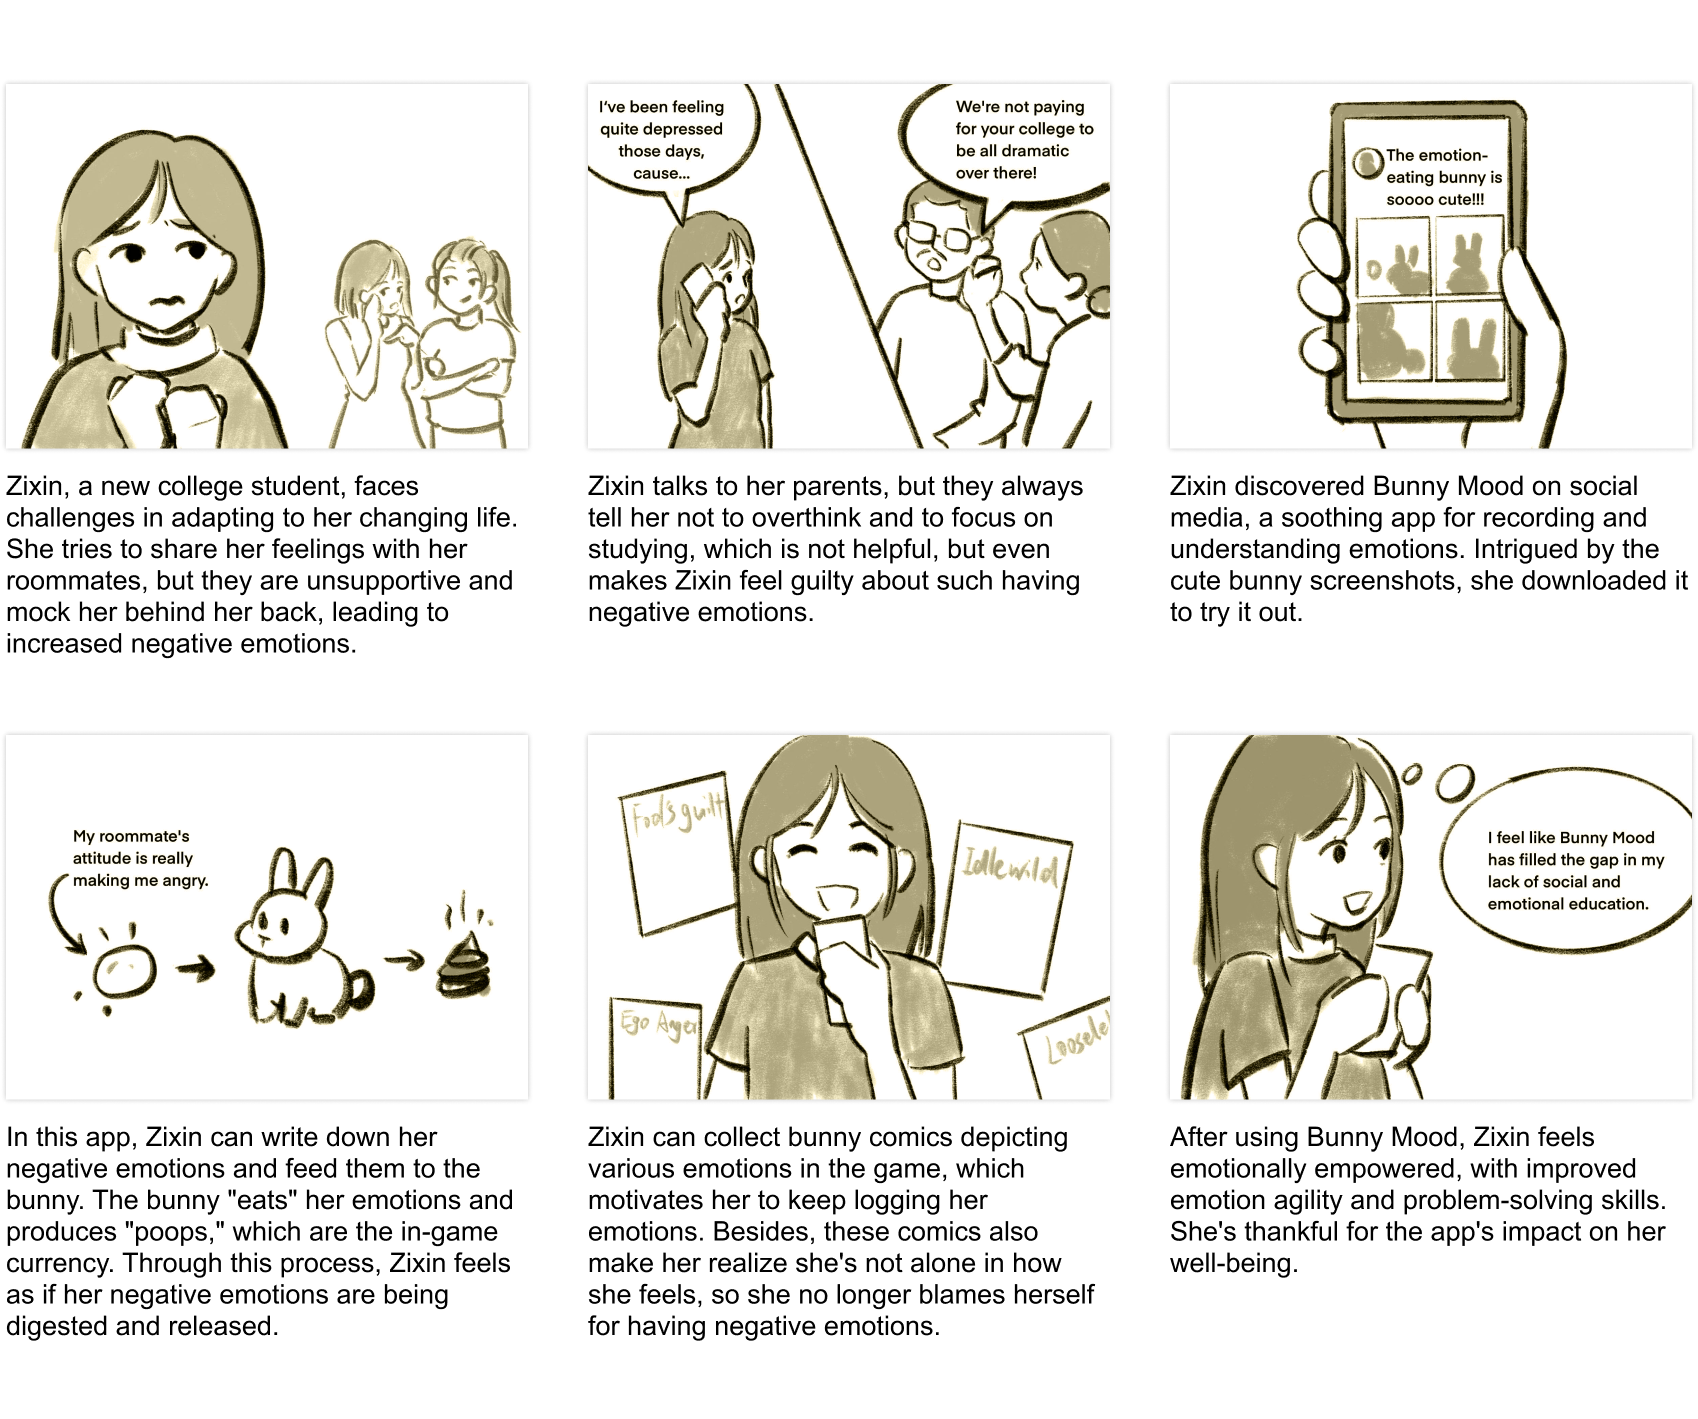 I've been feeling
quite depressed
those days,
cause...
We're not paying
for your college to
be all dramatic
over there!
The emotion-
eating bunny is
soooo cute!!!
Zixin, a new college student, faces
challenges in adapting to her changing life.
She tries to share her feelings with her
roommates, but they are unsupportive and
mock her behind her back, leading to
increased negative emotions.
Zixin talks to her parents, but they always
tell her not to overthink and to focus on
studying, which is not helpful, but even
makes Zixin feel guilty about such having
negative emotions.
Zixin discovered Bunny Mood on social
media, a soothing app for recording and
understanding emotions. Intrigued by the
cute bunny screenshots, she downloaded it
to try it out.
My roommate's
attitude is really
making me angry.
Fool's guilt
Idlewild
Ego Anger
I feel like Bunny Mood
has filled the gap in my
lack of social and
emotional education.
In this app, Zixin can write down her
negative emotions and feed them to the
bunny. The bunny "eats" her emotions and
produces "poops," which are the in-game
currency. Through this process, Zixin feels
as if her negative emotions are being
digested and released.
Zixin can collect bunny comics depicting
various emotions in the game, which
motivates her to keep logging her
emotions. Besides, these comics also
make her realize she's not alone in how
she feels, so she no longer blames herself
for having negative emotions.
After using Bunny Mood, Zixin feels
emotionally empowered, with improved
emotion agility and problem-solving skills.
She's thankful for the app's impact on her
well-being.